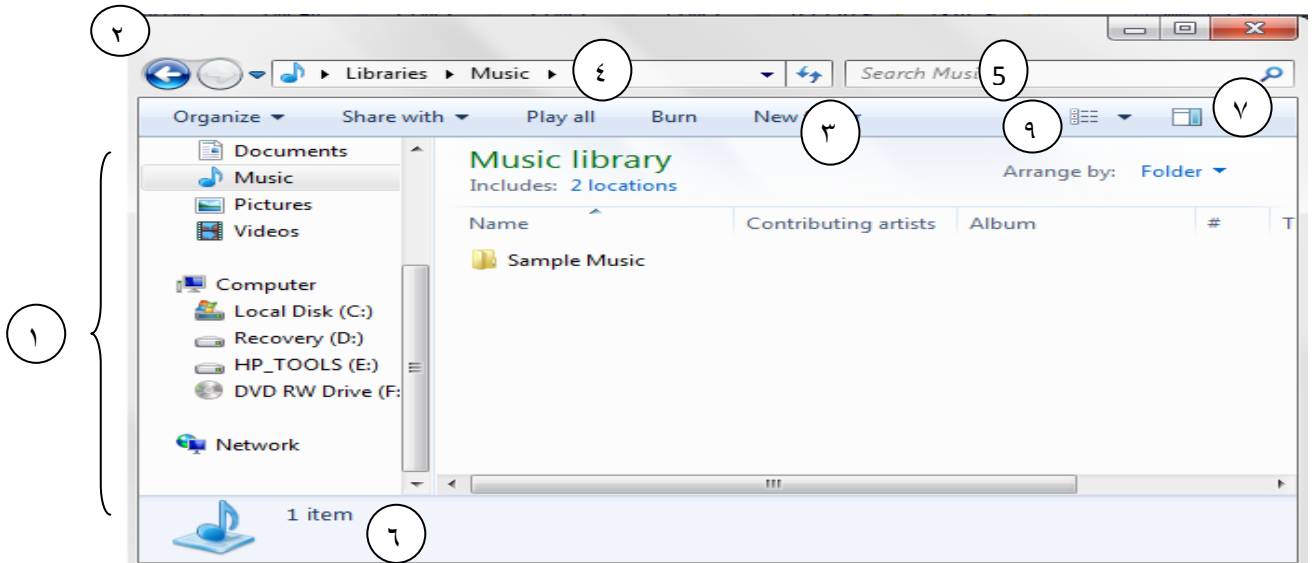 ٢
Libraries Music ٤ Search Musi 5
Organize Share with Play all Burn New ٣ ٩ ٧
Documents
Music
Pictures
Videos
Computer
Local Disk (C:)
Recovery (D:)
HP_TOOLS (E:)
DVD RW Drive (F:
Network
١
Music library
Includes: 2 locations
Arrange by: Folder
Name Contributing artists Album # T
Sample Music
1 item ٦